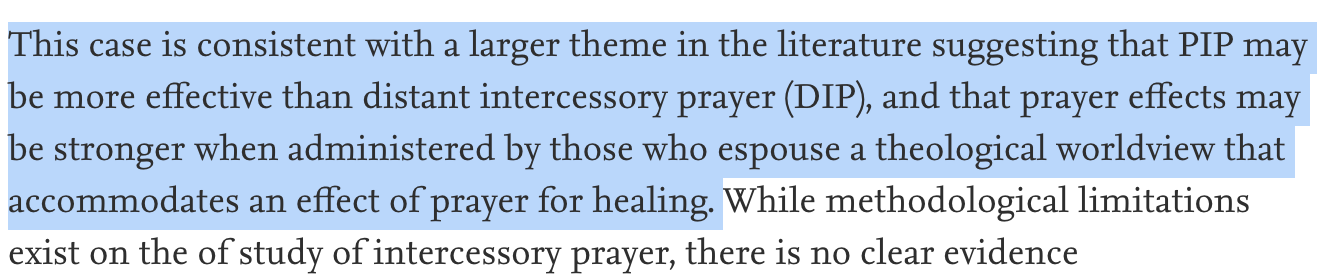 This case is consistent with a larger theme in the literature suggesting that PIP may
be more effective than distant intercessory prayer (DIP), and that prayer effects may
be stronger when administered by those who espouse a theological worldview that
accommodates an effect of prayer for healing. While methodological limitations
exist on the of study of intercessory prayer, there is no clear evidence